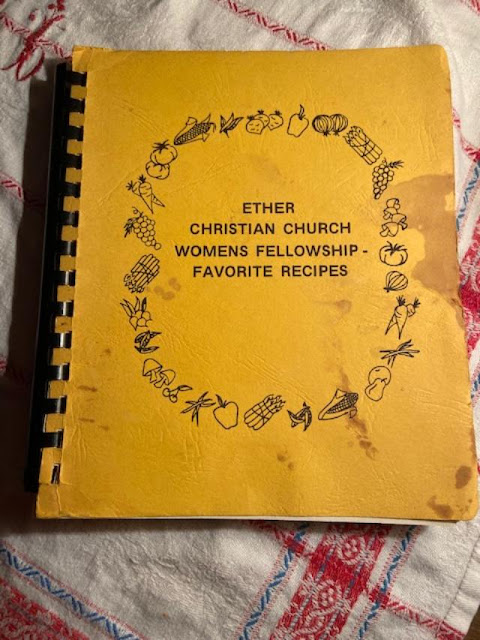 ETHER
CHRISTIAN CHURCH
WOMENS FELLOWSHIP -
FAVORITE RECIPES